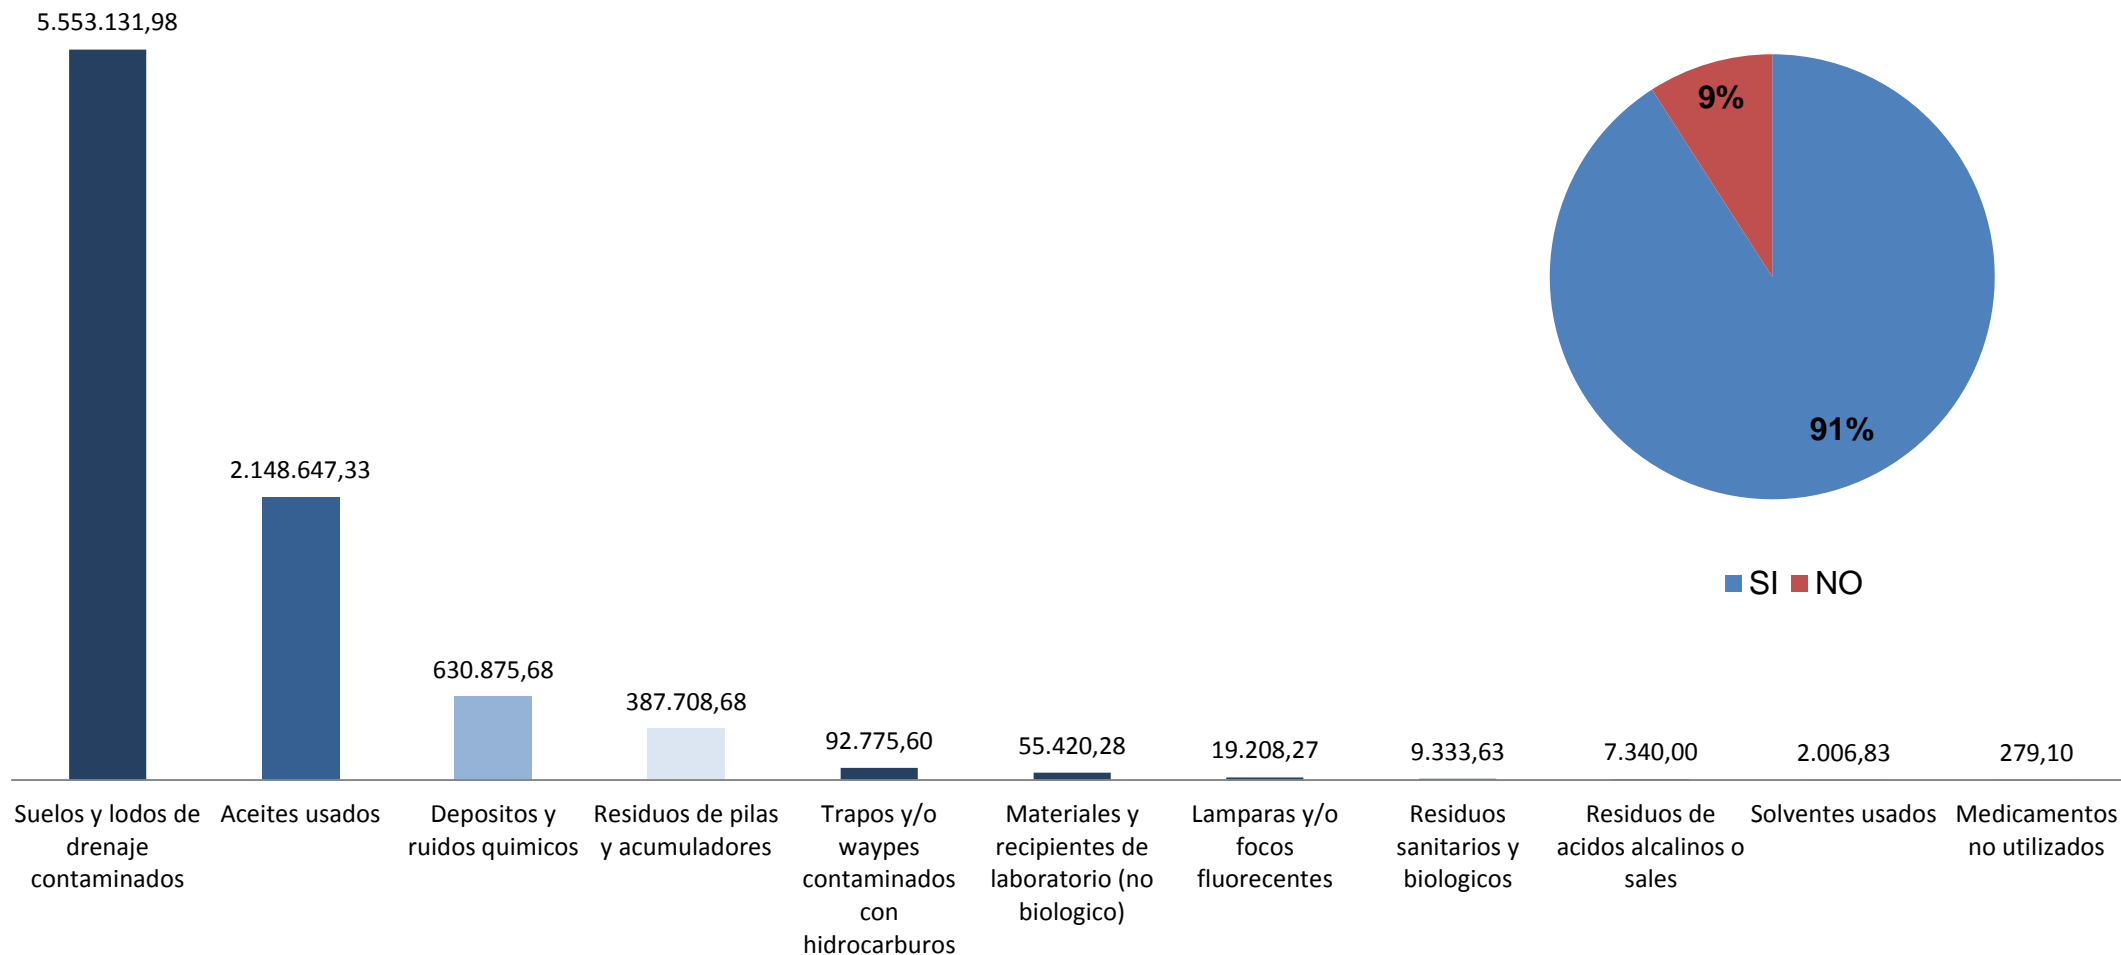 5.553.131,98
2.148.647,33
630.875,68
387.708,68
92.775,60
55.420,28
19.208,27
9.333,63
7.340,00
2.006,83
279,10
Suelos y lodos de
drenaje
contaminados
Aceites usados
Depositos y
ruidos quimicos
Residuos de pilas
y acumuladores
Trapos y/o
waypes
contaminados
con
hidrocarburos
Materiales y
recipientes de
laboratorio (no
biologico)
Lamparas y/o
focos
fluorecentes
Residuos
sanitarios y
biologicos
Residuos de
acidos alcalinos o
sales
Solventes usados
Medicamentos
no utilizados
9%
91%
SI NO